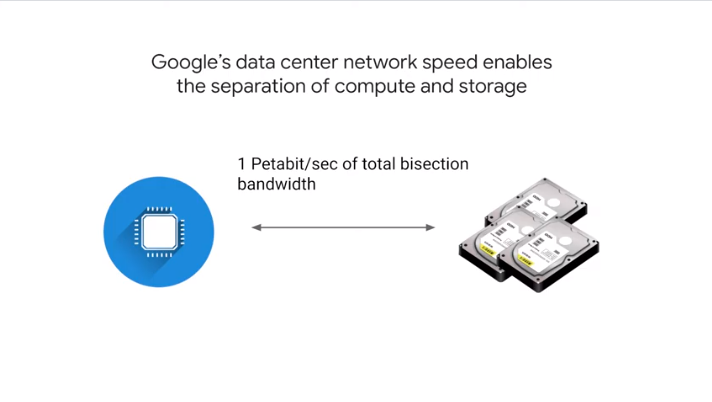 Google's data center network speed enables
the separation of compute and storage
1 Petabit/sec of total bisection
bandwidth